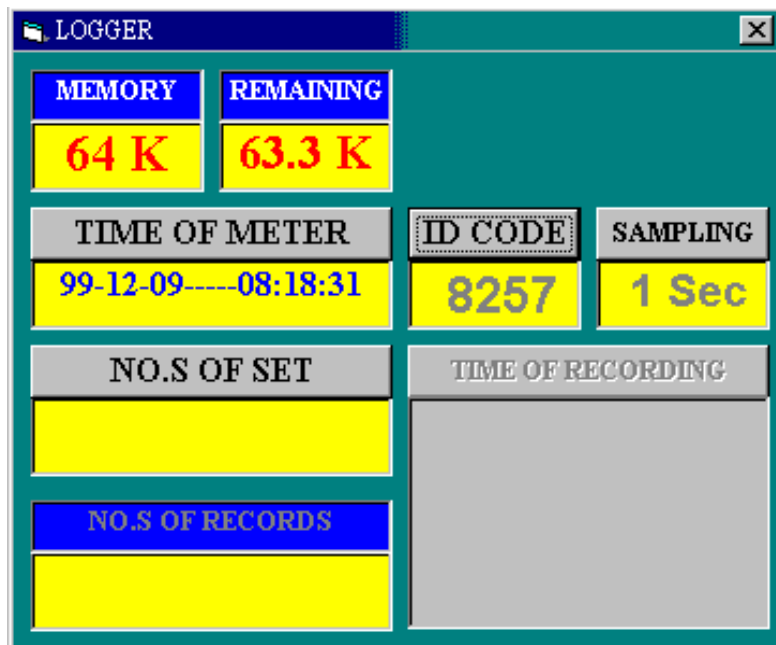 LOGGER
MEMORY REMAINING
64 K 63.3 K
TIME OF METER ID CODE SAMPLING
99-12-09-----08:18:31 8257 1 Sec
NO.S OF SET TIME OF RECORDING
NO.S OF RECORDS